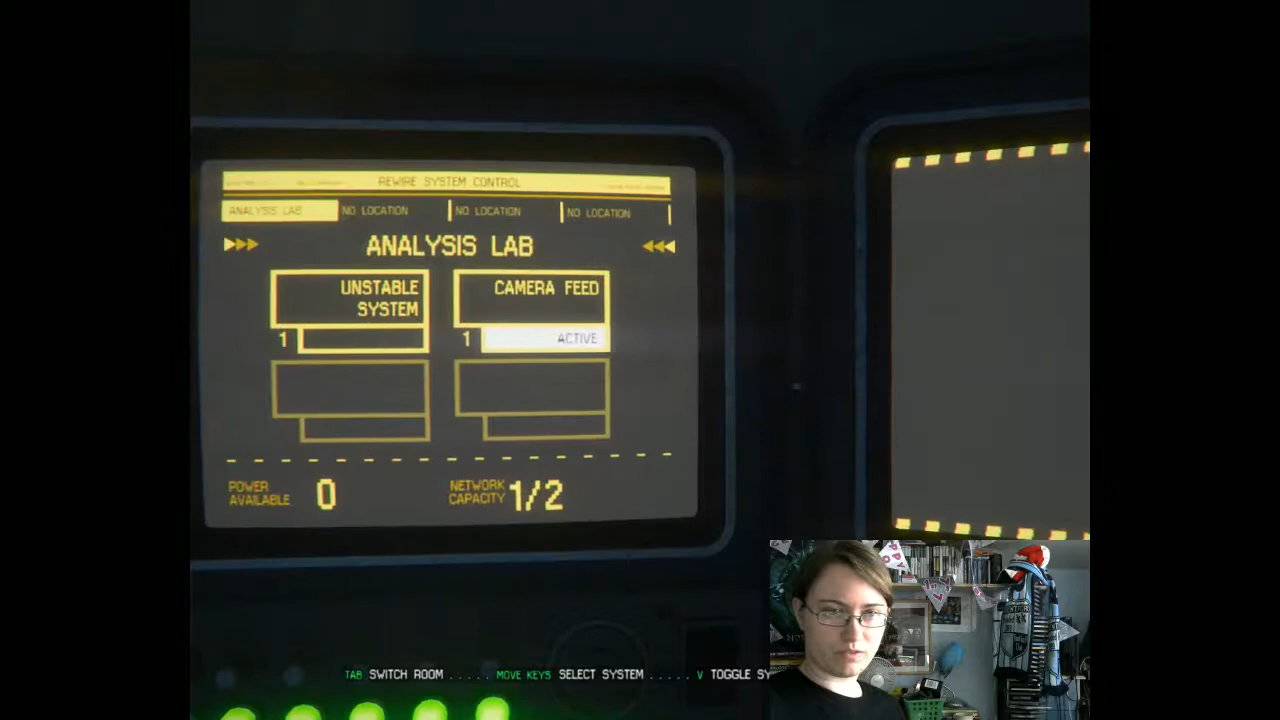 REWIRE SYSTEM CONTROL
ANALYSIS LAB NO LOCATION NO LOCATION NO LOCATION
ANALYSIS LAB
UNSTABLE
SYSTEM
1
CAMERA FEED
1 ACTIVE
POWER
AVAILABLE 0
NETWORK
CAPACITY 1/2
TAB SWITCH ROOM ..... MOVE KEYS SELECT SYSTEM ..... V TOGGLE SY